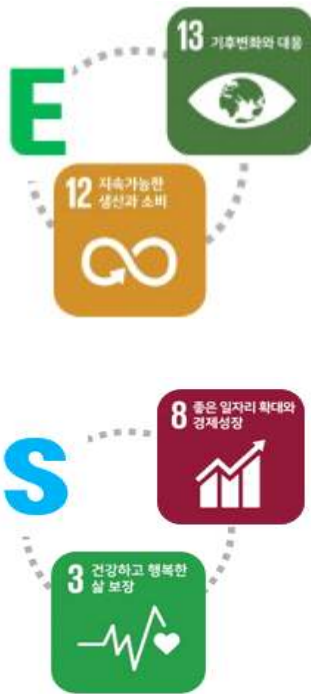 13 기후변화와 대응
E
12 지속가능한
생산과 소비
8 좋은 일자리 확대와
경제성장
S
3 건강하고 행복한
삶 보장